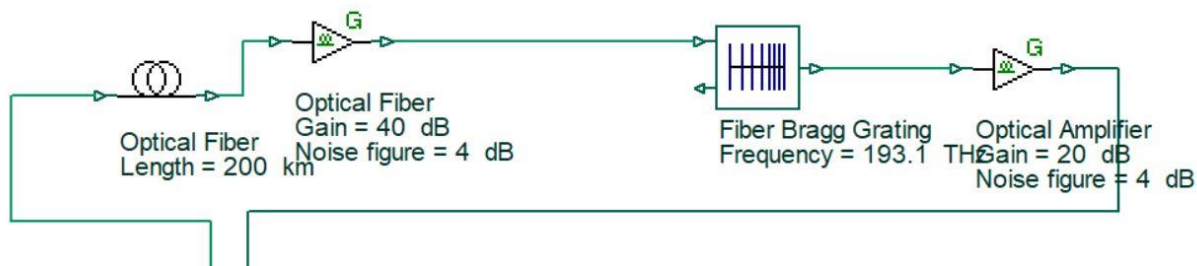 G
Optical Fiber
Length = 200 km
Optical Fiber
Gain = 40 dB
Noise figure = 4 dB
Fiber Bragg Grating
Frequency = 193.1 THz
G
Optical Amplifier
Gain = 20 dB
Noise figure = 4 dB